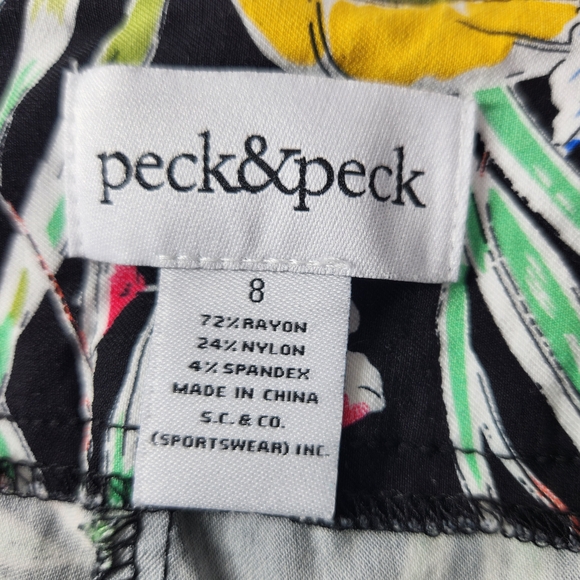 peck&peck
8
72% RAYON
24% NYLON
4% SPANDEX
MADE IN CHINA
S.C. & CO.
(SPORTSWEAR) INC.